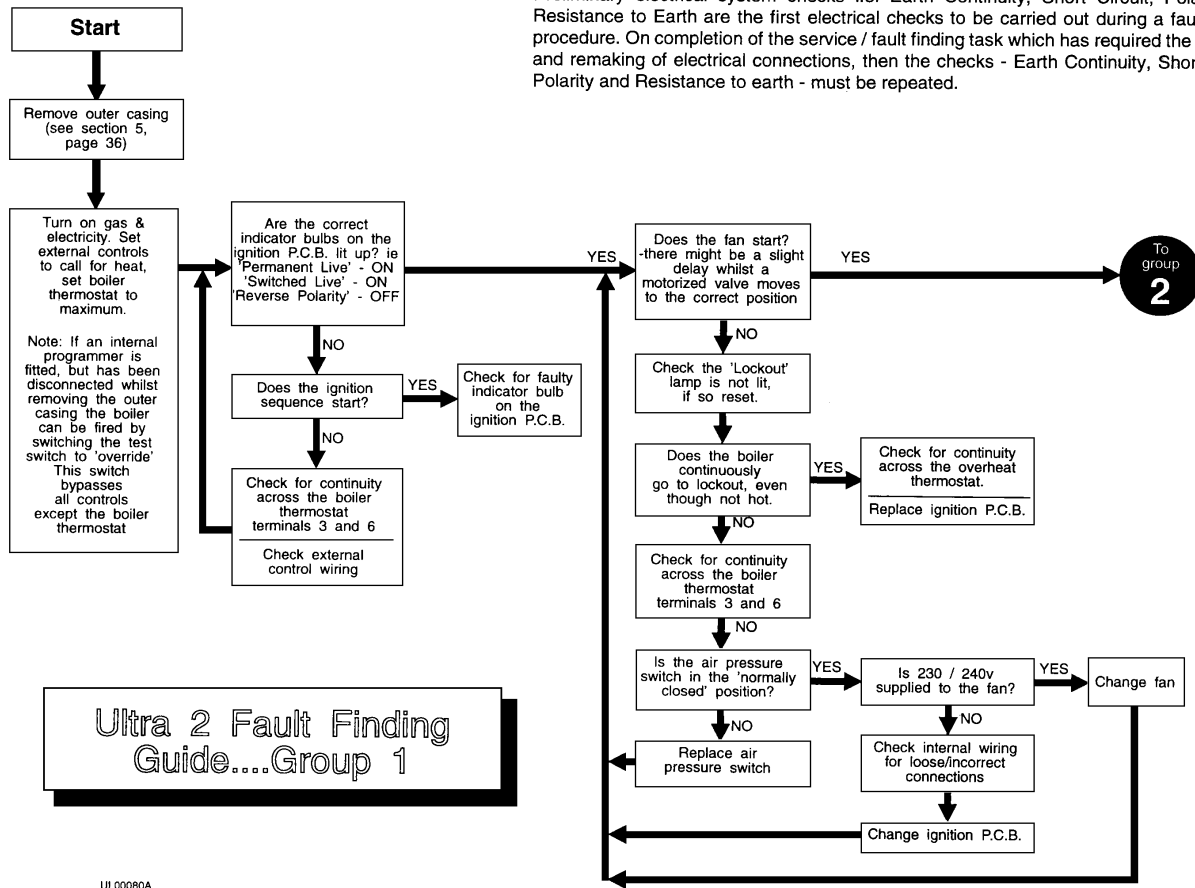 Resistance to Earth are the first electrical checks to be carried out during a fau
procedure. On completion of the service / fault finding task which has required the
and remaking of electrical connections, then the checks - Earth Continuity, Shor
Polarity and Resistance to earth - must be repeated.
Start
Remove outer casing
(see section 5,
page 36)
Turn on gas &
electricity. Set
external controls
to call for heat,
set boiler
thermostat to
maximum.
Note: If an internal
programmer is
fitted, but has been
disconnected whilst
removing the outer
casing the boiler
can be fired by
switching the test
switch to 'override'
This switch
bypasses
all controls
except the boiler
thermostat
Are the correct
indicator bulbs on the
ignition P.C.B. lit up? ie
'Permanent Live' - ON
'Switched Live' - ON
'Reverse Polarity' - OFF
YES
NO
Does the ignition
sequence start?
YES
Check for faulty
indicator bulb
on the
ignition P.C.B.
NO
Check for continuity
across the boiler
thermostat
terminals 3 and 6
Check external
control wiring
Does the fan start?
-there might be a slight
delay whilst a
motorized valve moves
to the correct position
YES
To
group
2
NO
Check the 'Lockout'
lamp is not lit,
if so reset.
Does the boiler
continuously
go to lockout, even
though not hot.
YES
Check for continuity
across the overheat
thermostat.
Replace ignition P.C.B.
NO
Check for continuity
across the boiler
thermostat
terminals 3 and 6
NO
Is the air pressure
switch in the 'normally
closed' position?
YES
Is 230 / 240v
supplied to the fan?
YES
Change fan
NO
Replace air
pressure switch
NO
Check internal wiring
for loose/incorrect
connections
Change ignition P.C.B.
Ultra 2 Fault Finding
Guide....Group 1